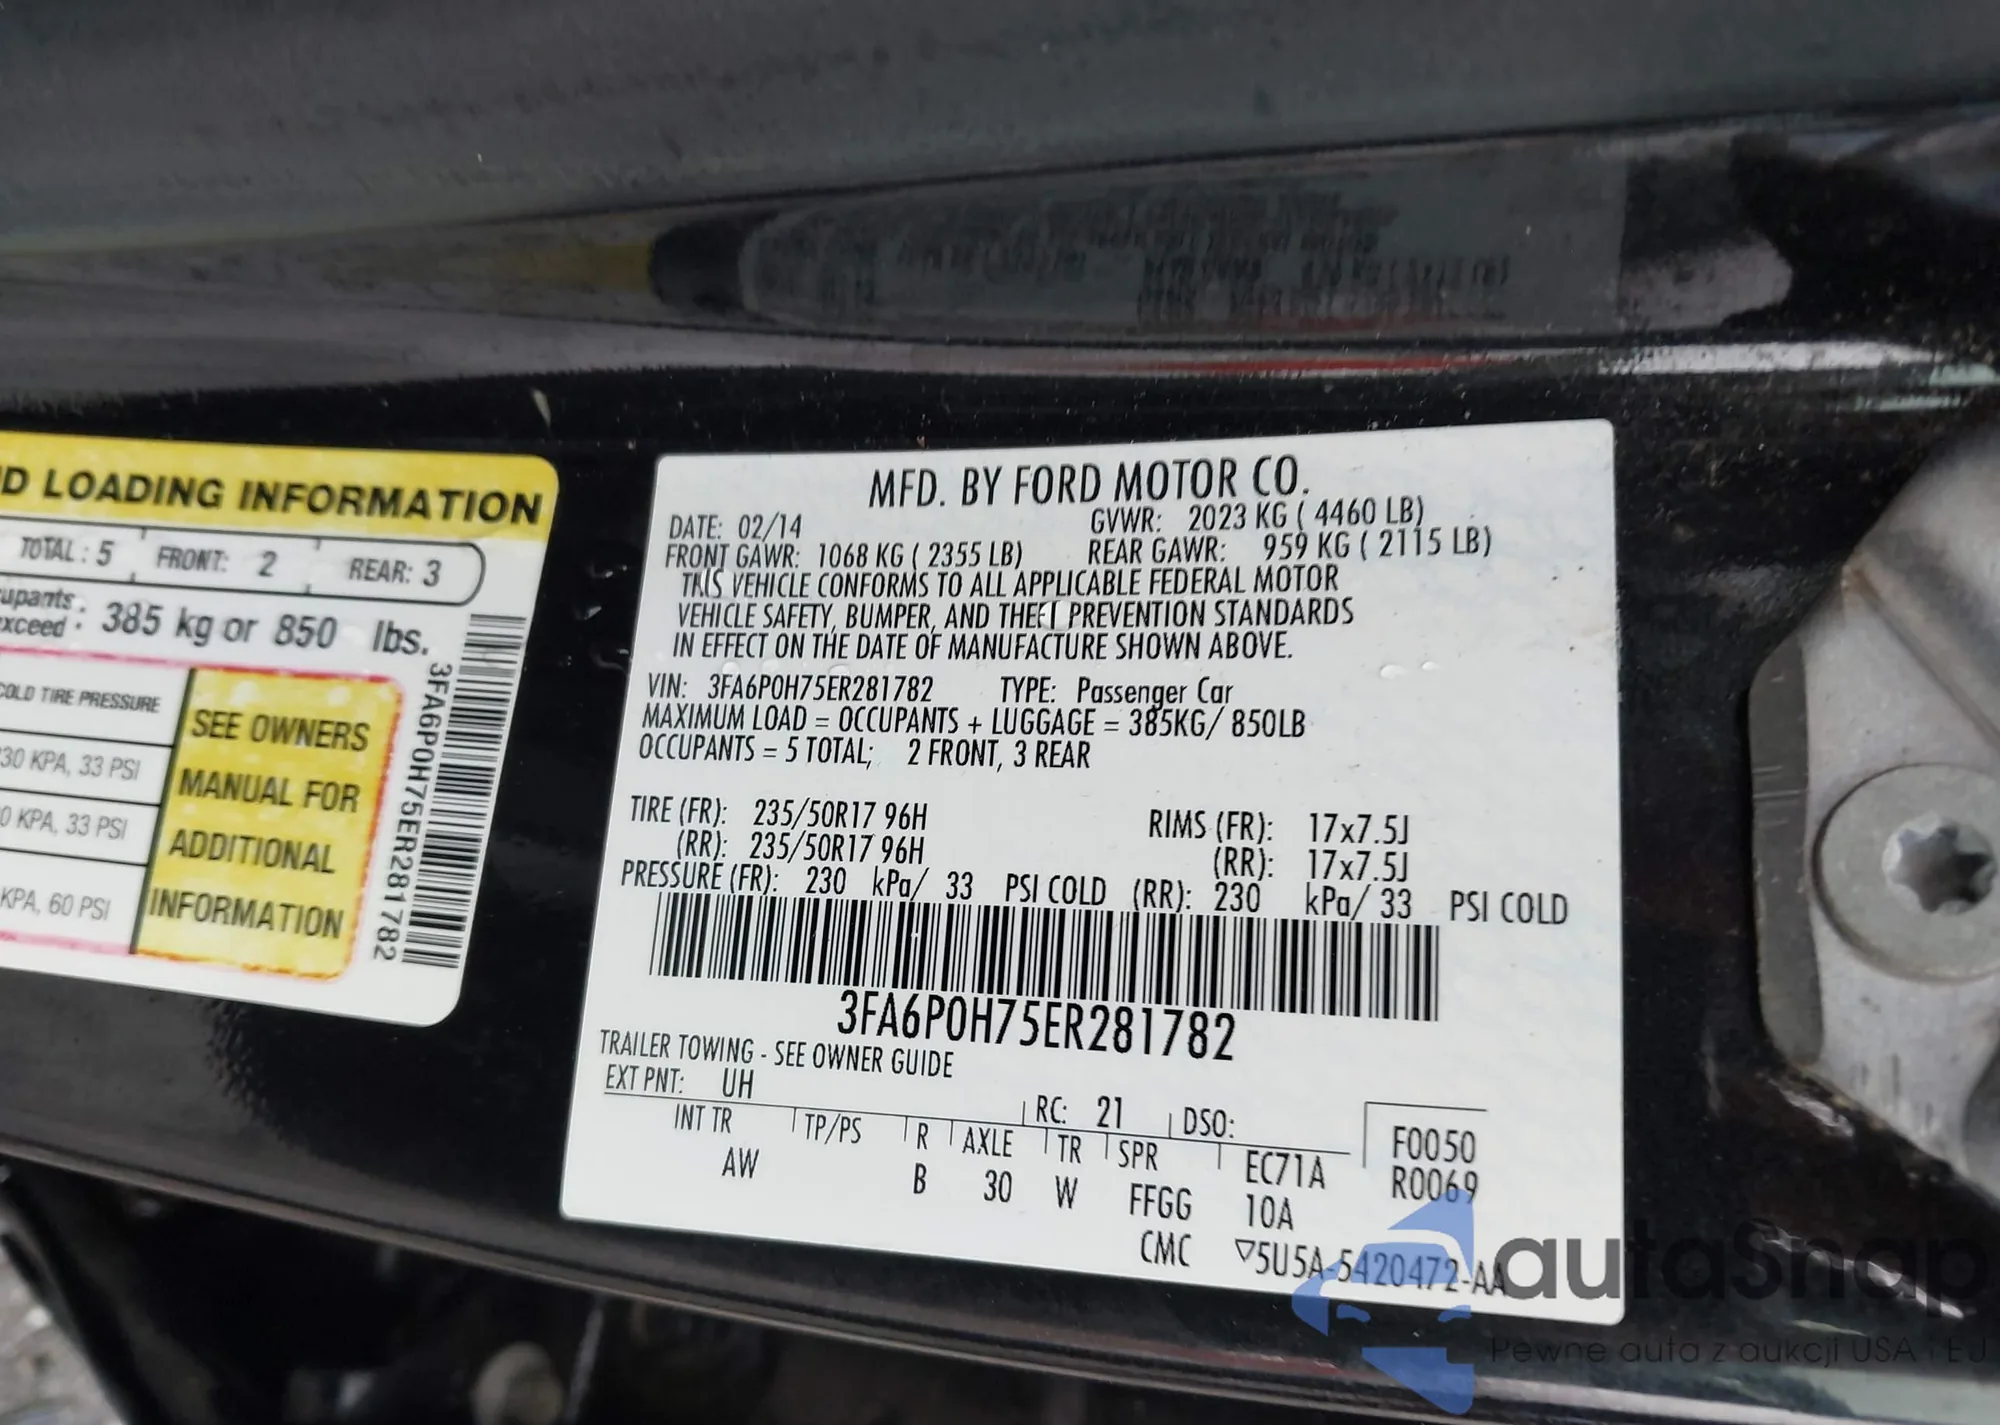 D LOADING INFORMATION
TOTAL: 5 FRONT: 2 REAR: 3
upants
xceed 385 kg or 850 lbs.
COLD TIRE PRESSURE
30 KPA, 33 PSI
0 KPA, 33 PSI
KPA, 60 PSI
SEE OWNERS
MANUAL FOR
ADDITIONAL
INFORMATION
3FA6P0H75ER281782
MFD. BY FORD MOTOR CO.
DATE: 02/14 GVWR: 2023 KG ( 4460 LB)
FRONT GAWR: 1068 KG ( 2355 LB) REAR GAWR: 959 KG ( 2115 LB)
THIS VEHICLE CONFORMS TO ALL APPLICABLE FEDERAL MOTOR
VEHICLE SAFETY, BUMPER, AND THEFT PREVENTION STANDARDS
IN EFFECT ON THE DATE OF MANUFACTURE SHOWN ABOVE.
VIN: 3FA6P0H75ER281782 TYPE: Passenger Car
MAXIMUM LOAD = OCCUPANTS + LUGGAGE = 385KG/ 850LB
OCCUPANTS = 5 TOTAL; 2 FRONT, 3 REAR
TIRE (FR): 235/50R17 96H RIMS (FR): 17x7.5J
(RR): 235/50R17 96H (RR): 17x7.5J
PRESSURE (FR): 230 kPa/ 33 PSI COLD (RR): 230 kPa/ 33 PSI COLD
3FA6P0H75ER281782
TRAILER TOWING - SEE OWNER GUIDE
EXT PNT: UH RC: 21 DSO: F0050
INT TR TP/PS R AXLE TR SPR EC71A R0069
AW B 30 W FFGG 10A
CMC ▽5U5A-5420472-AA
autaSnap
Pewne auta z aukcji USA i EU